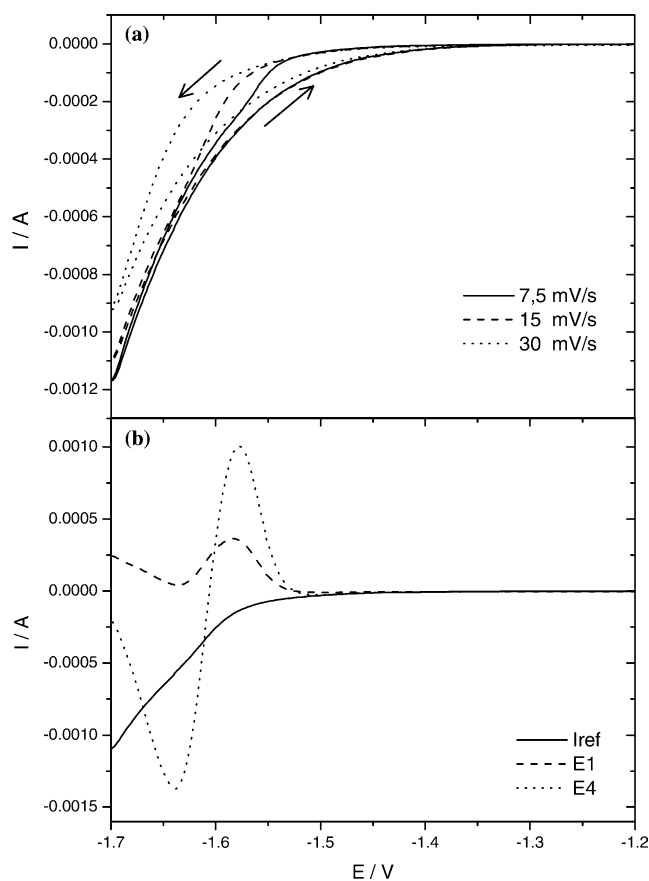 (a)
0.0000
-0.0002
-0.0004
-0.0006
-0.0008
-0.0010
-0.0012
I / A
7,5 mV/s
15 mV/s
30 mV/s
(b)
0.0010
0.0005
0.0000
-0.0005
-0.0010
-0.0015
I / A
Iref
E1
E4
-1.7 -1.6 -1.5 -1.4 -1.3 -1.2
E / V